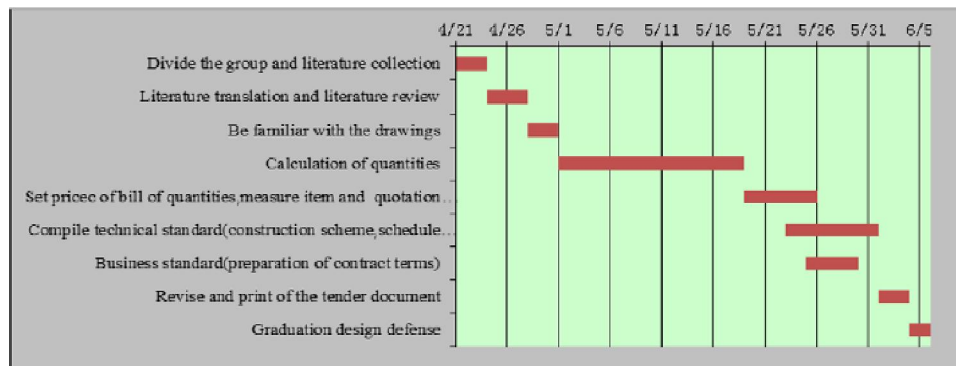 4/21 4/26 5/1 5/6 5/11 5/16 5/21 5/26 5/31 6/5
Divide the group and literature collection
Literature translation and literature review
Be familiar with the drawings
Calculation of quantities
Set pricec of bill of quantities,measure item and quotation...
Compile technical standard(construction scheme,schedule...
Business standard(preparation of contract terms)
Revise and print of the tender document
Graduation design defense